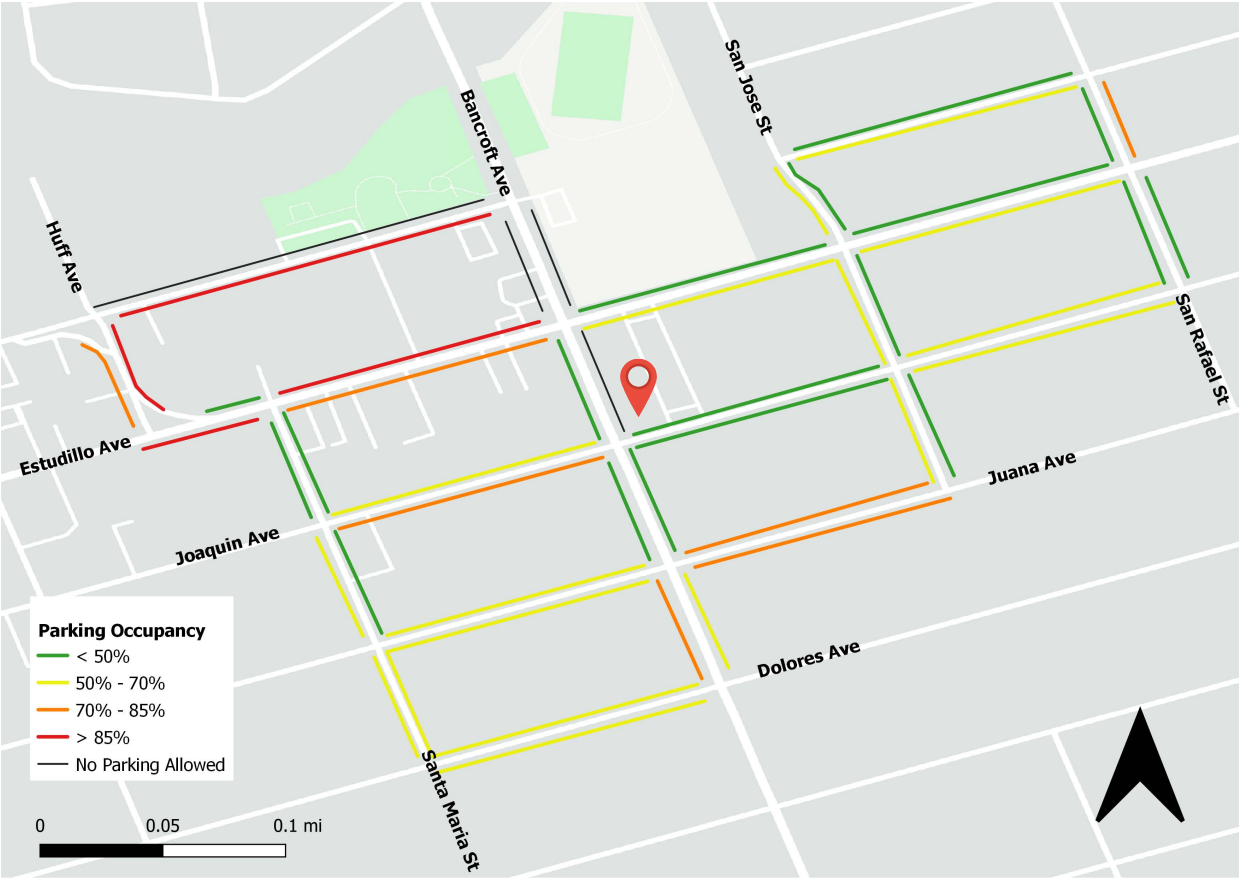 San Jose St
Bancroft Ave
Huff Ave
San Rafael St
Estudillo Ave
Juana Ave
Joaquin Ave
Dolores Ave
Santa Maria St
Parking Occupancy
< 50%
50% - 70%
70% - 85%
> 85%
No Parking Allowed
0 0.05 0.1 mi